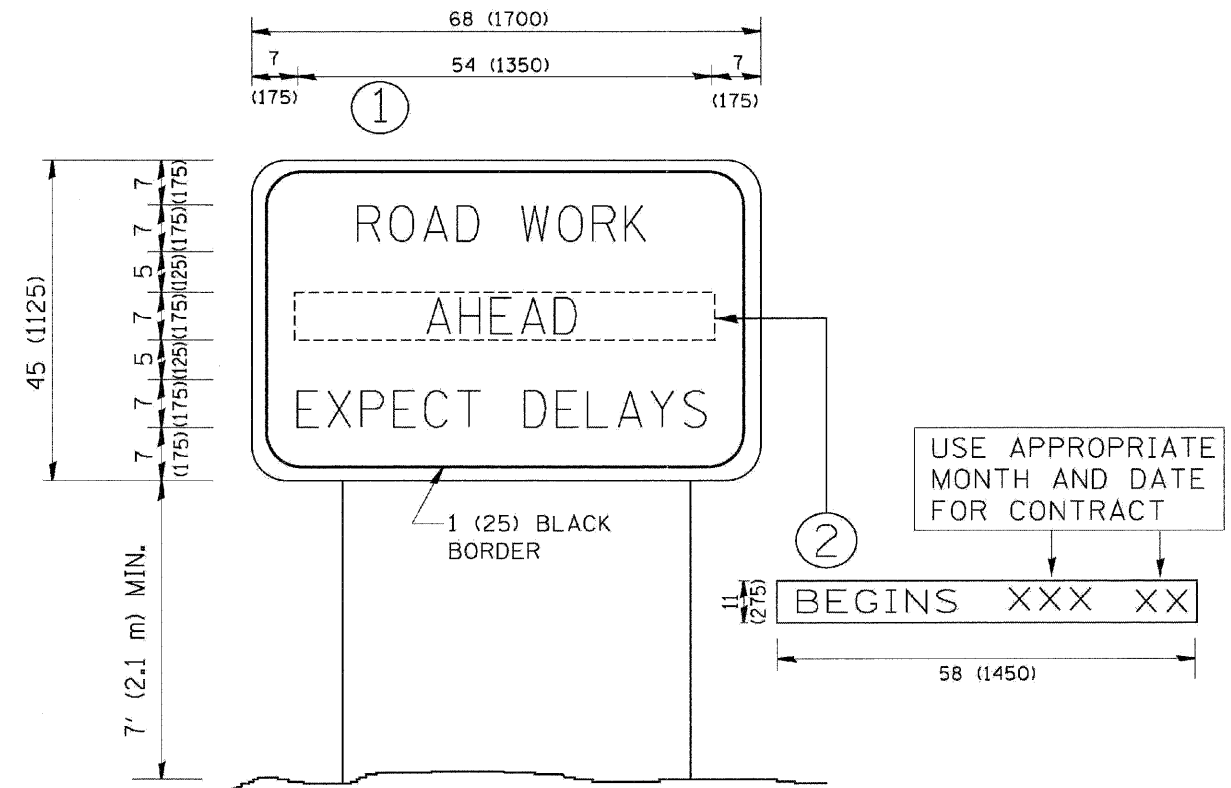 68 (1700)
7 54 (1350) 7
(175) (175)
1
45 (1125)
7 (175)
7 (175)
5 (125)
7 (175)
5 (125)
7 (175)
7 (175)
7' (2.1 m) MIN.
ROAD WORK
AHEAD
EXPECT DELAYS
1 (25) BLACK
BORDER
2
USE APPROPRIATE
MONTH AND DATE
FOR CONTRACT
11
(275)
BEGINS XXX XX
58 (1450)